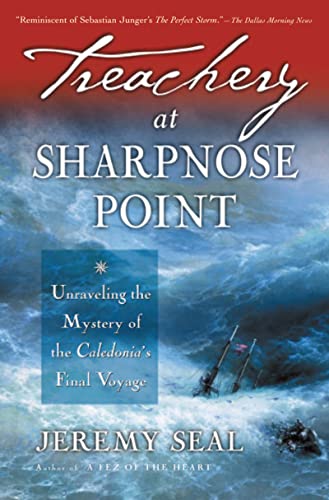 "Reminiscent of Sebastian Junger's The Perfect Storm."—The Dallas Morning News
Treachery
at
SHARPNOSE
POINT
Unraveling the
Mystery of
the Caledonia's
Final Voyage
JEREMY SEAL
Author of A FEZ OF THE HEART